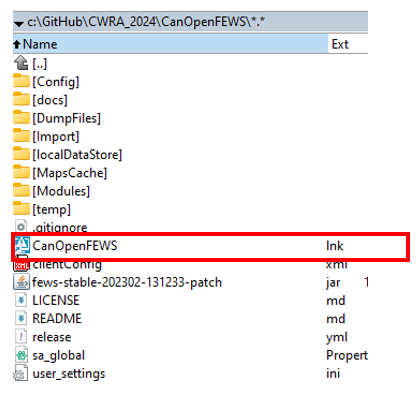 c:\GitHub\CWRA_2024\CanOpenFEWS\*.*
Name Ext
[..]
[Config]
[docs]
[DumpFiles]
[Import]
[localDataStore]
[MapsCache]
[Modules]
[temp]
.gitignore
CanOpenFEWS lnk
clientConfig xml
fews-stable-202302-131233-patch jar 1
LICENSE md
README md
release yml
sa_global Propert
user_settings ini